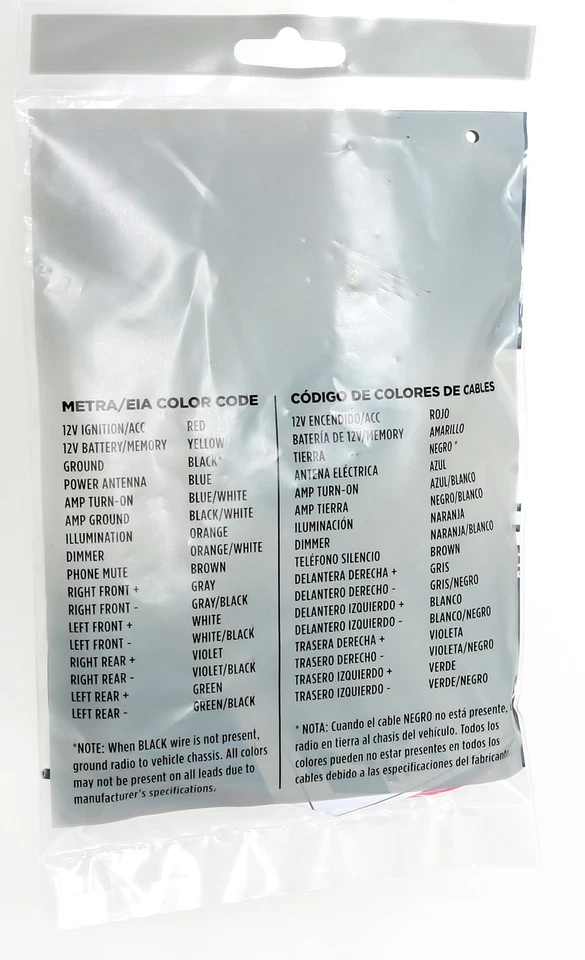 METRA/EIA COLOR CODE
12V IGNITION/ACC RED
12V BATTERY/MEMORY YELLOW
GROUND BLACK*
POWER ANTENNA BLUE
AMP TURN-ON BLUE/WHITE
AMP GROUND BLACK/WHITE
ILLUMINATION ORANGE
DIMMER ORANGE/WHITE
PHONE MUTE BROWN
RIGHT FRONT + GRAY
RIGHT FRONT - GRAY/BLACK
LEFT FRONT + WHITE
LEFT FRONT - WHITE/BLACK
RIGHT REAR + VIOLET
RIGHT REAR - VIOLET/BLACK
LEFT REAR + GREEN
LEFT REAR - GREEN/BLACK
*NOTE: When BLACK wire is not present,
ground radio to vehicle chassis. All colors
may not be present on all leads due to
manufacturer's specifications.
CÓDIGO DE COLORES DE CABLES
12V ENCENDIDO/ACC ROJO
BATERÍA DE 12V/MEMORY AMARILLO
TIERRA NEGRO *
ANTENA ELÉCTRICA AZUL
AMP TURN-ON AZUL/BLANCO
AMP TIERRA NEGRO/BLANCO
ILUMINACIÓN NARANJA
DIMMER NARANJA/BLANCO
TELÉFONO SILENCIO BROWN
DELANTERA DERECHA + GRIS
DELANTERO DERECHO - GRIS/NEGRO
DELANTERO IZQUIERDO + BLANCO
DELANTERO IZQUIERDO - BLANCO/NEGRO
TRASERA DERECHA + VIOLETA
TRASERO DERECHO - VIOLETA/NEGRO
TRASERO IZQUIERDO + VERDE
TRASERO IZQUIERDO - VERDE/NEGRO
* NOTA: Cuando el cable NEGRO no está presente,
radio en tierra al chasis del vehículo. Todos los
colores pueden no estar presentes en todos los
cables debido a las especificaciones del fabricante